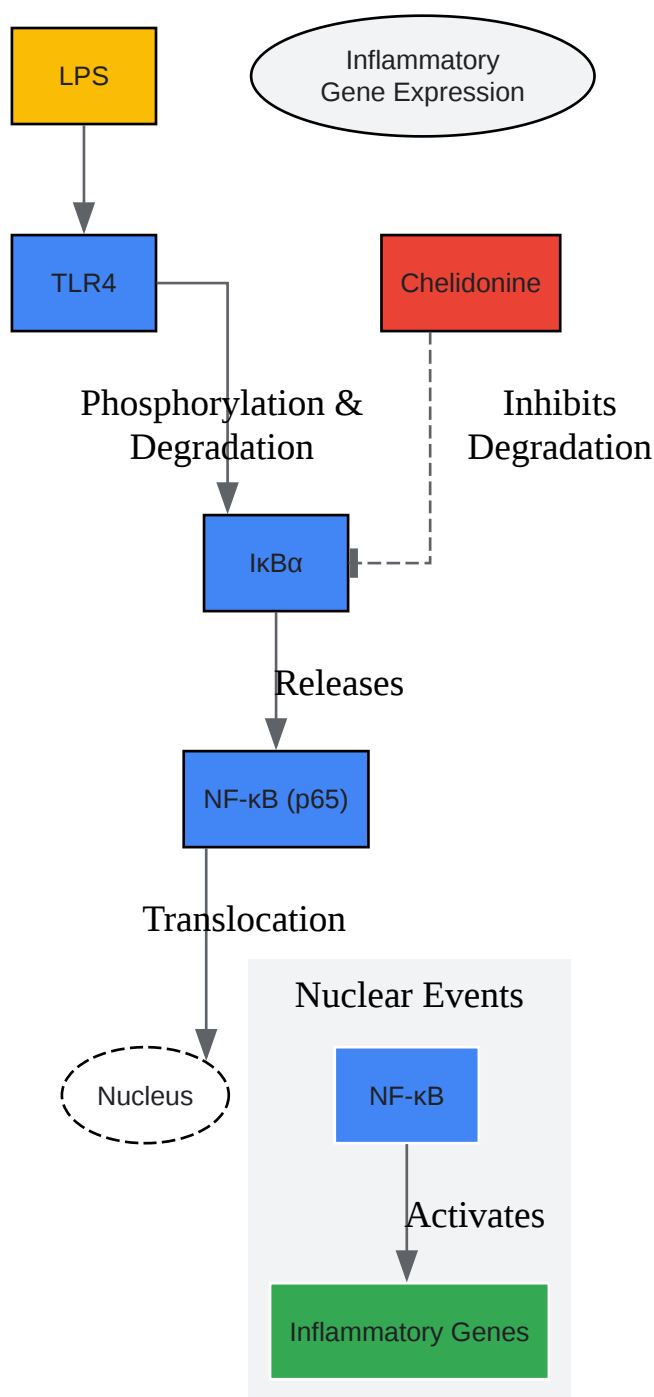 LPS
Inflammatory
Gene Expression
TLR4
Chelidonine
Phosphorylation &
Degradation
Inhibits
Degradation
IκBα
Releases
NF-κB (p65)
Translocation
Nuclear Events
Nucleus
NF-κB
Activates
Inflammatory Genes